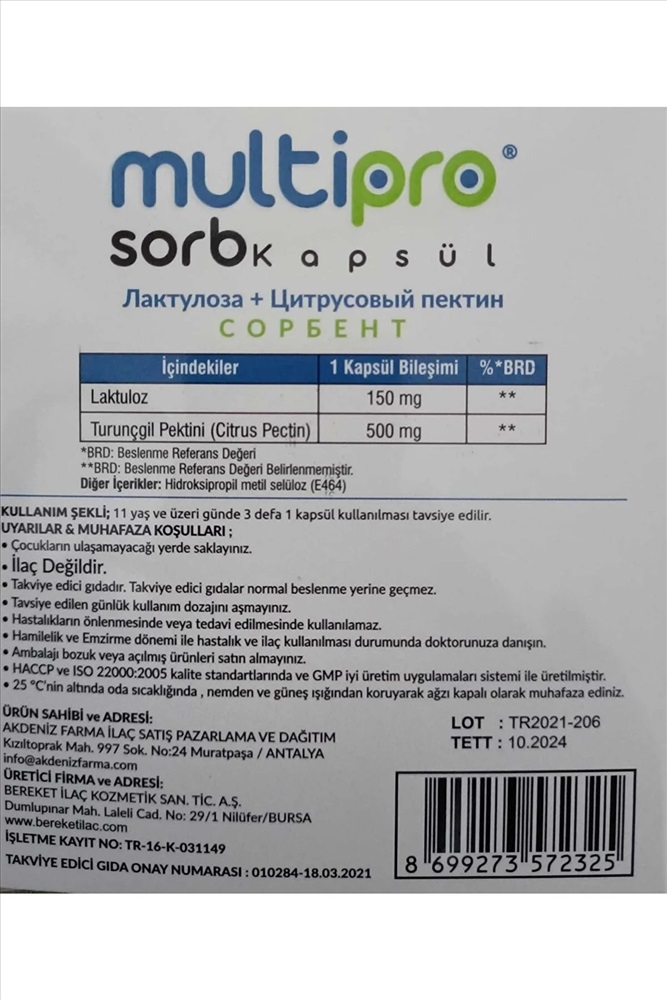 multipro®
sorb Kapsül
Лактулоза + Цитрусовый пектин
СОРБЕНТ
İçindekiler 1 Kapsül Bileşimi %*BRD
Laktuloz 150 mg **
Turunçgil Pektini (Citrus Pectin) 500 mg **
*BRD: Beslenme Referans Değeri
**BRD: Beslenme Referans Değeri Belirlenmemiştir.
Diğer İçerikler: Hidroksipropil metil selüloz (E464)
KULLANIM ŞEKLİ; 11 yaş ve üzeri günde 3 defa 1 kapsül kullanılması tavsiye edilir.
UYARILAR & MUHAFAZA KOŞULLARI ;
• Çocukların ulaşamayacağı yerde saklayınız.
• İlaç Değildir.
• Takviye edici gıdadır. Takviye edici gıdalar normal beslenme yerine geçmez.
• Tavsiye edilen günlük kullanım dozajını aşmayınız.
• Hastalıkların önlenmesinde veya tedavi edilmesinde kullanılamaz.
• Hamilelik ve Emzirme dönemi ile hastalık ve ilaç kullanılması durumunda doktorunuza danışın.
• Ambalajı bozuk veya açılmış ürünleri satın almayınız.
• HACCP ve ISO 22000:2005 kalite standartlarında ve GMP iyi üretim uygulamaları sistemi ile üretilmiştir.
• 25 °C'nin altında oda sıcaklığında , nemden ve güneş ışığından koruyarak ağzı kapalı olarak muhafaza ediniz.
ÜRÜN SAHİBİ ve ADRESİ:
AKDENİZ FARMA İLAÇ SATIŞ PAZARLAMA VE DAĞITIM
Kızıltoprak Mah. 997 Sok. No:24 Muratpaşa / ANTALYA
info@akdenizfarma.com
ÜRETİCİ FİRMA ve ADRESİ:
BEREKET İLAÇ KOZMETİK SAN. TİC. A.Ş.
Dumlupınar Mah. Laleli Cad. No: 29/1 Nilüfer/BURSA
www.bereketilac.com
İŞLETME KAYIT NO: TR-16-K-031149
TAKVİYE EDİCİ GIDA ONAY NUMARASI : 010284-18.03.2021
LOT : TR2021-206
TETT : 10.2024
8 699273 572325